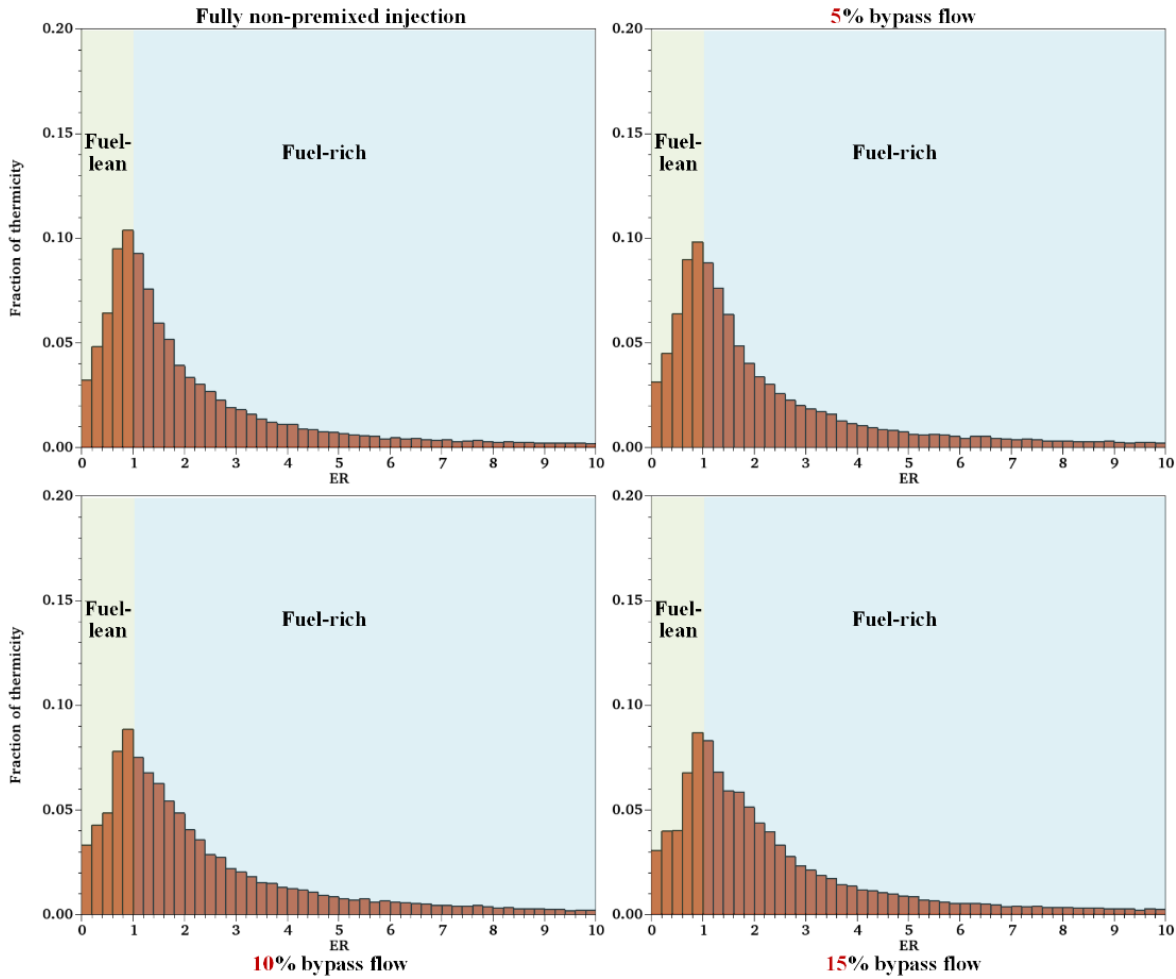 Fully non-premixed injection
0.20
0.15
0.10
0.05
0.00
Fraction of thermicity
Fuel-
lean
Fuel-rich
0 1 2 3 4 5 6 7 8 9 10
ER
5% bypass flow
0.20
0.15
0.10
0.05
0.00
Fuel-
lean
Fuel-rich
0 1 2 3 4 5 6 7 8 9 10
ER
0.20
0.15
0.10
0.05
0.00
Fraction of thermicity
Fuel-
lean
Fuel-rich
0 1 2 3 4 5 6 7 8 9 10
ER
10% bypass flow
0.20
0.15
0.10
0.05
0.00
Fuel-
lean
Fuel-rich
0 1 2 3 4 5 6 7 8 9 10
ER
15% bypass flow